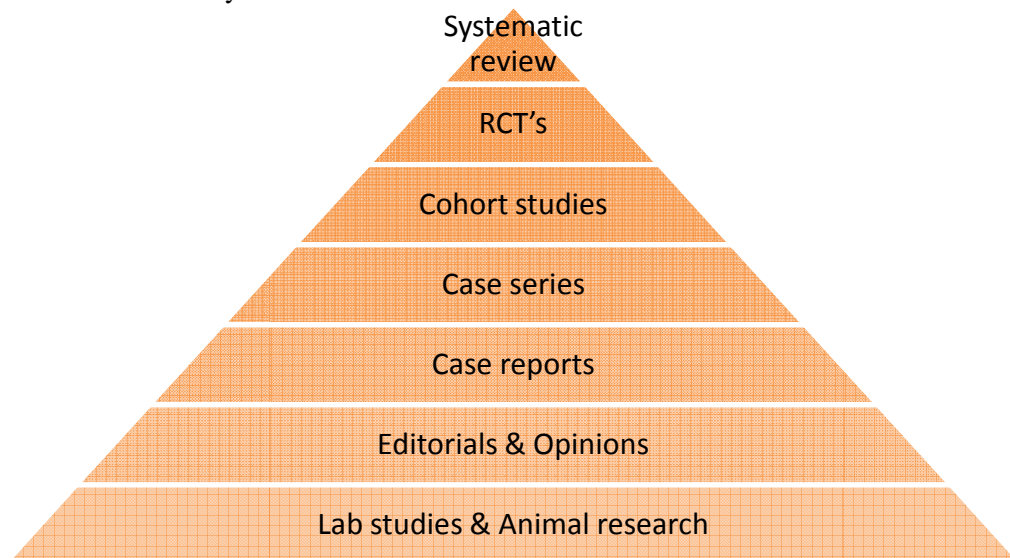 Systematic
review
RCT's
Cohort studies
Case series
Case reports
Editorials & Opinions
Lab studies & Animal research